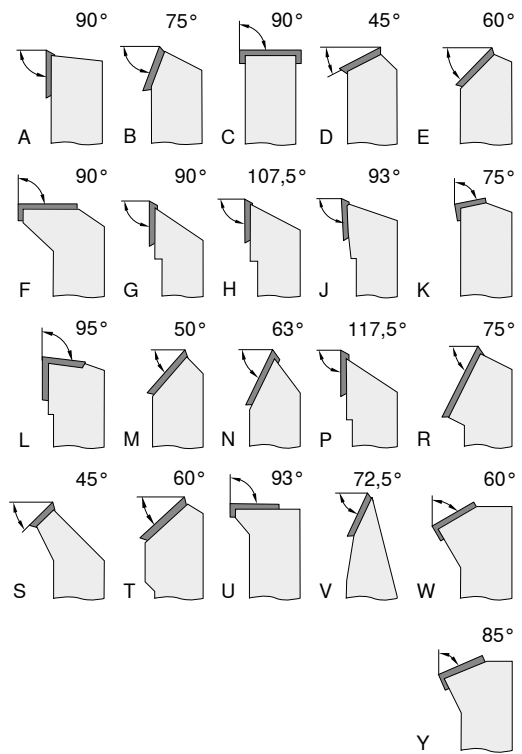 90° 75° 90° 45° 60°
A B C D E
90° 90° 107,5° 93° 75°
F G H J K
95° 50° 63° 117,5° 75°
L M N P R
45° 60° 93° 72,5° 60°
S T U V W
85°
Y